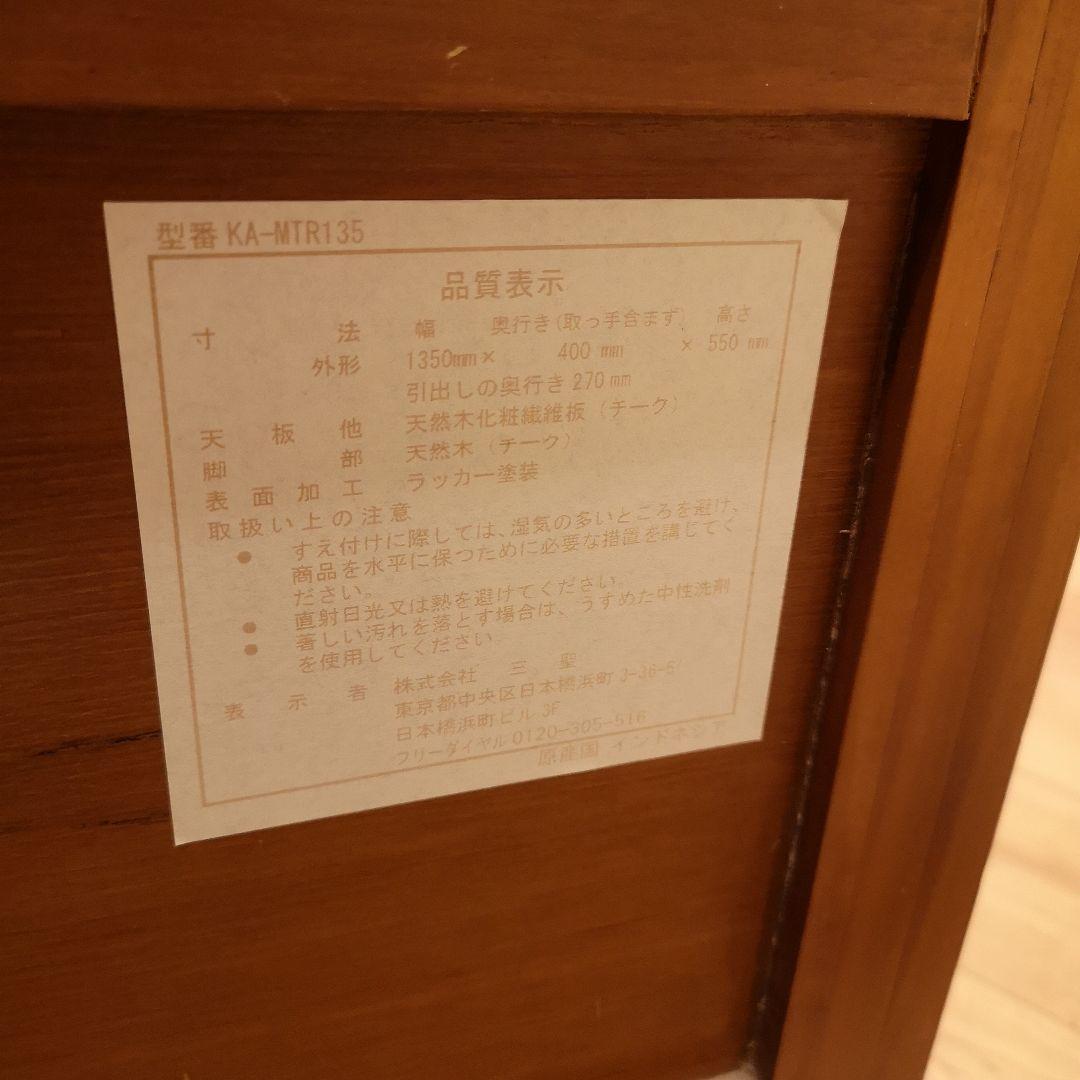 型番 KA-MTR135
品質表示
寸法 幅 奥行き(取っ手含まず) 高さ
外形 1350mm× 400 mm × 550 mm
引出しの奥行き 270 mm
天板他 天然木化粧繊維板 (チーク)
脚部 天然木 (チーク)
表面加工 ラッカー塗装
取扱い上の注意
● すえ付けに際しては、湿気の多いところを避け、
商品を水平に保つために必要な措置を講じてく
ださい。
● 直射日光又は熱を避けてください。
● 著しい汚れを落とす場合は、うすめた中性洗剤
を使用してください。
表示者 株式会社 三聖
東京都中央区日本橋浜町 3-36-5
日本橋浜町ビル 3F
フリーダイヤル 0120-305-516
原産国 インドネシア